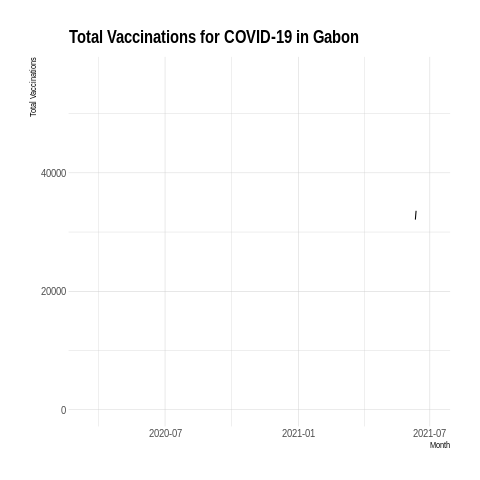 Total Vaccinations for COVID-19 in Gabon
Total Vaccinations
40000
20000
0
2020-07
2021-01
2021-07
Month